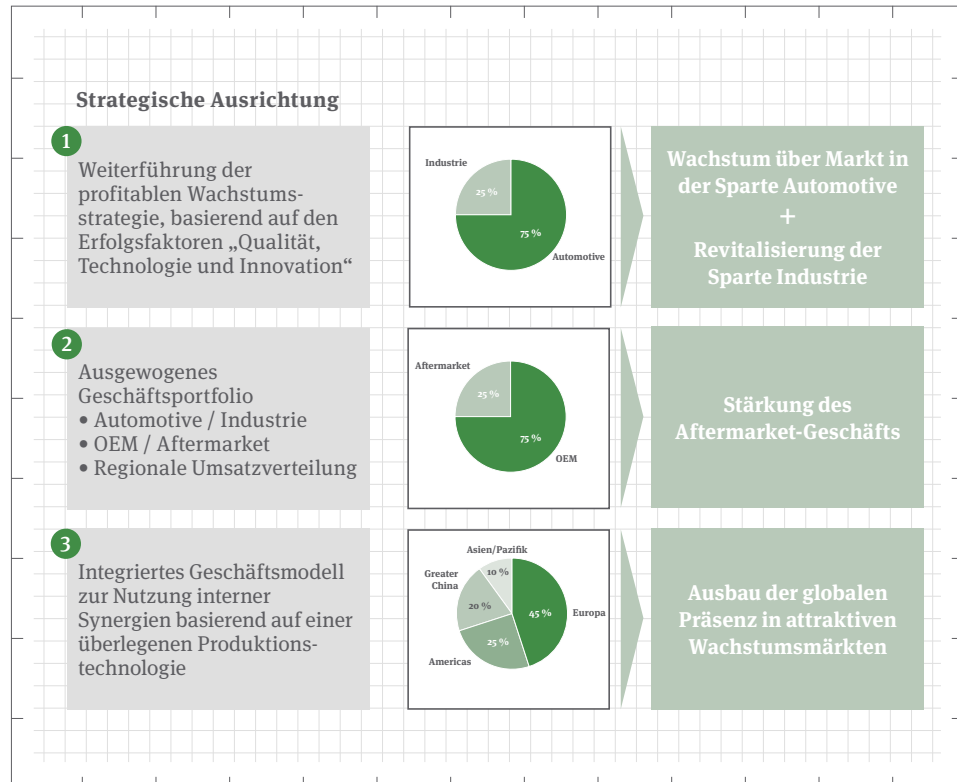 Strategische Ausrichtung
1
Weiterführung der
profitablen Wachstums-
strategie, basierend auf den
Erfolgsfaktoren „Qualität,
Technologie und Innovation“
Industrie
25 %
75 %
Automotive
Wachstum über Markt in
der Sparte Automotive
+
Revitalisierung der
Sparte Industrie
2
Ausgewogenes
Geschäftsportfolio
• Automotive / Industrie
• OEM / Aftermarket
• Regionale Umsatzverteilung
Aftermarket
25 %
75 %
OEM
Stärkung des
Aftermarket-Geschäfts
3
Integriertes Geschäftsmodell
zur Nutzung interner
Synergien basierend auf einer
überlegenen Produktions-
technologie
Asien/Pazifik
10 %
Greater
China
20 %
45 %
Europa
25 %
Americas
Ausbau der globalen
Präsenz in attraktiven
Wachstumsmärkten